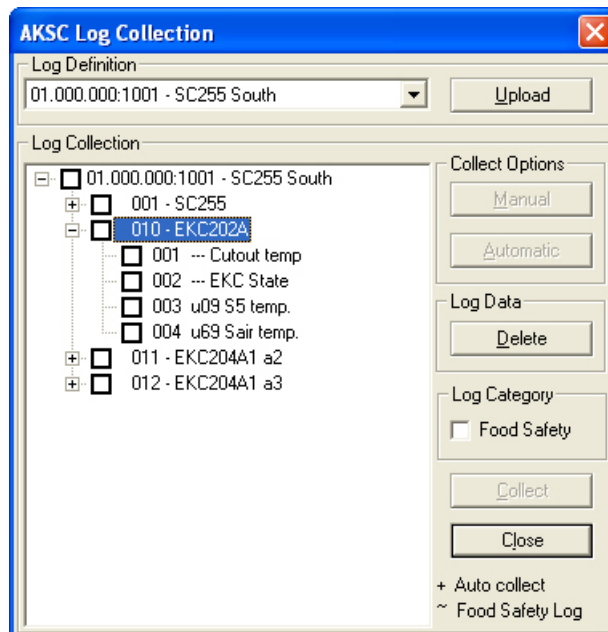 AKSC Log Collection
Log Definition
01.000.000:1001 - SC255 South
Upload
Log Collection
01.000.000:1001 - SC255 South
001 - SC255
010 - EKC202A
001 --- Cutout temp
002 --- EKC State
003 u09 S5 temp.
004 u69 Sair temp.
011 - EKC204A1 a2
012 - EKC204A1 a3
Collect Options
Manual
Automatic
Log Data
Delete
Log Category
Food Safety
Collect
Close
+ Auto collect
~ Food Safety Log